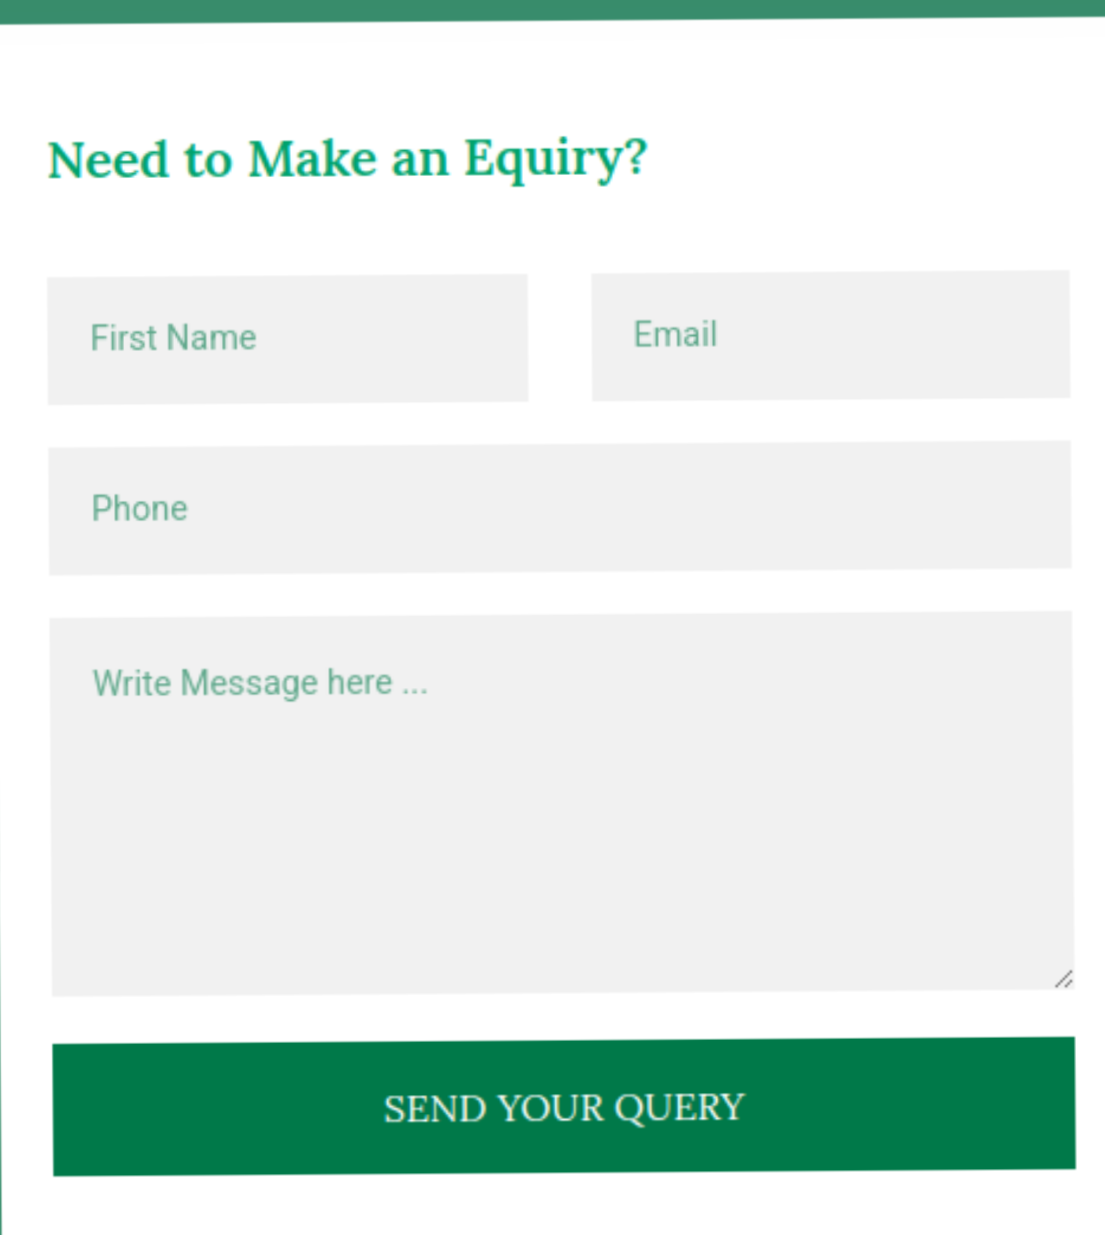 Need to Make an Equiry?
First Name
Email
Phone
Write Message here ...
SEND YOUR QUERY